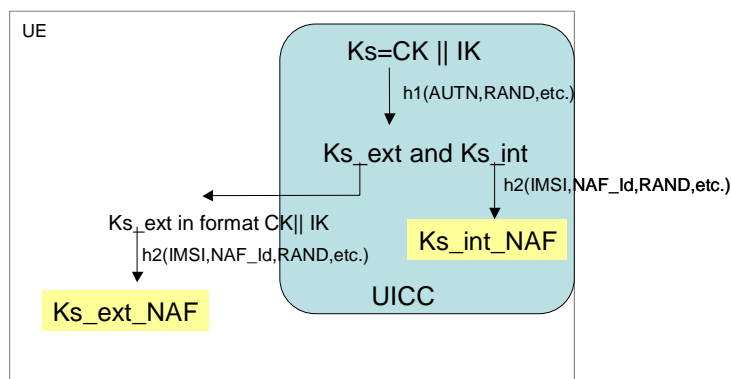 UE
Ks=CK || IK
h1(AUTN,RAND,etc.)
Ks_ext and Ks_int
h2(IMSI,NAF_Id,RAND,etc.)
Ks_ext in format CK|| IK
h2(IMSI,NAF_Id,RAND,etc.)
Ks_int_NAF
UICC
Ks_ext_NAF